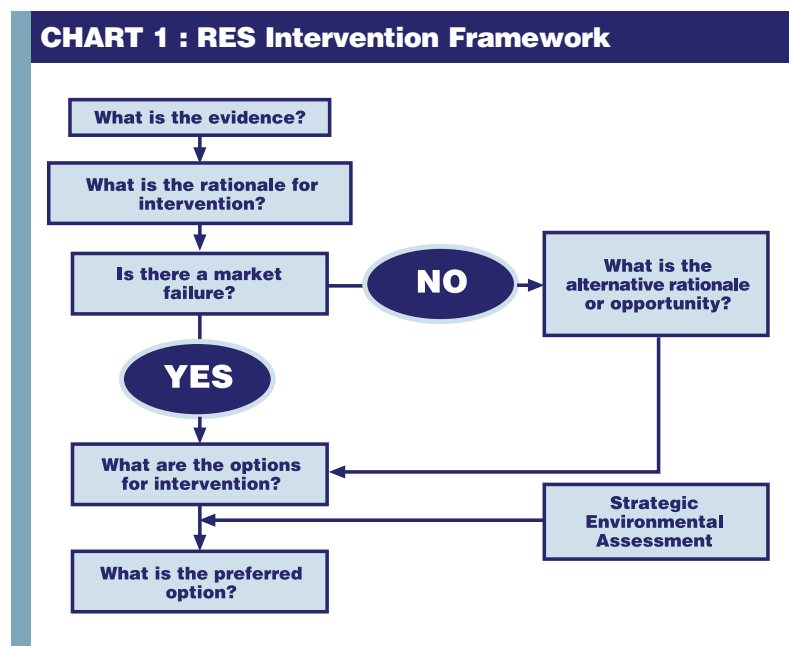 CHART 1 : RES Intervention Framework
What is the evidence?
What is the rationale for
intervention?
Is there a market
failure?
NO
What is the
alternative rationale
or opportunity?
YES
What are the options
for intervention?
Strategic
Environmental
Assessment
What is the preferred
option?